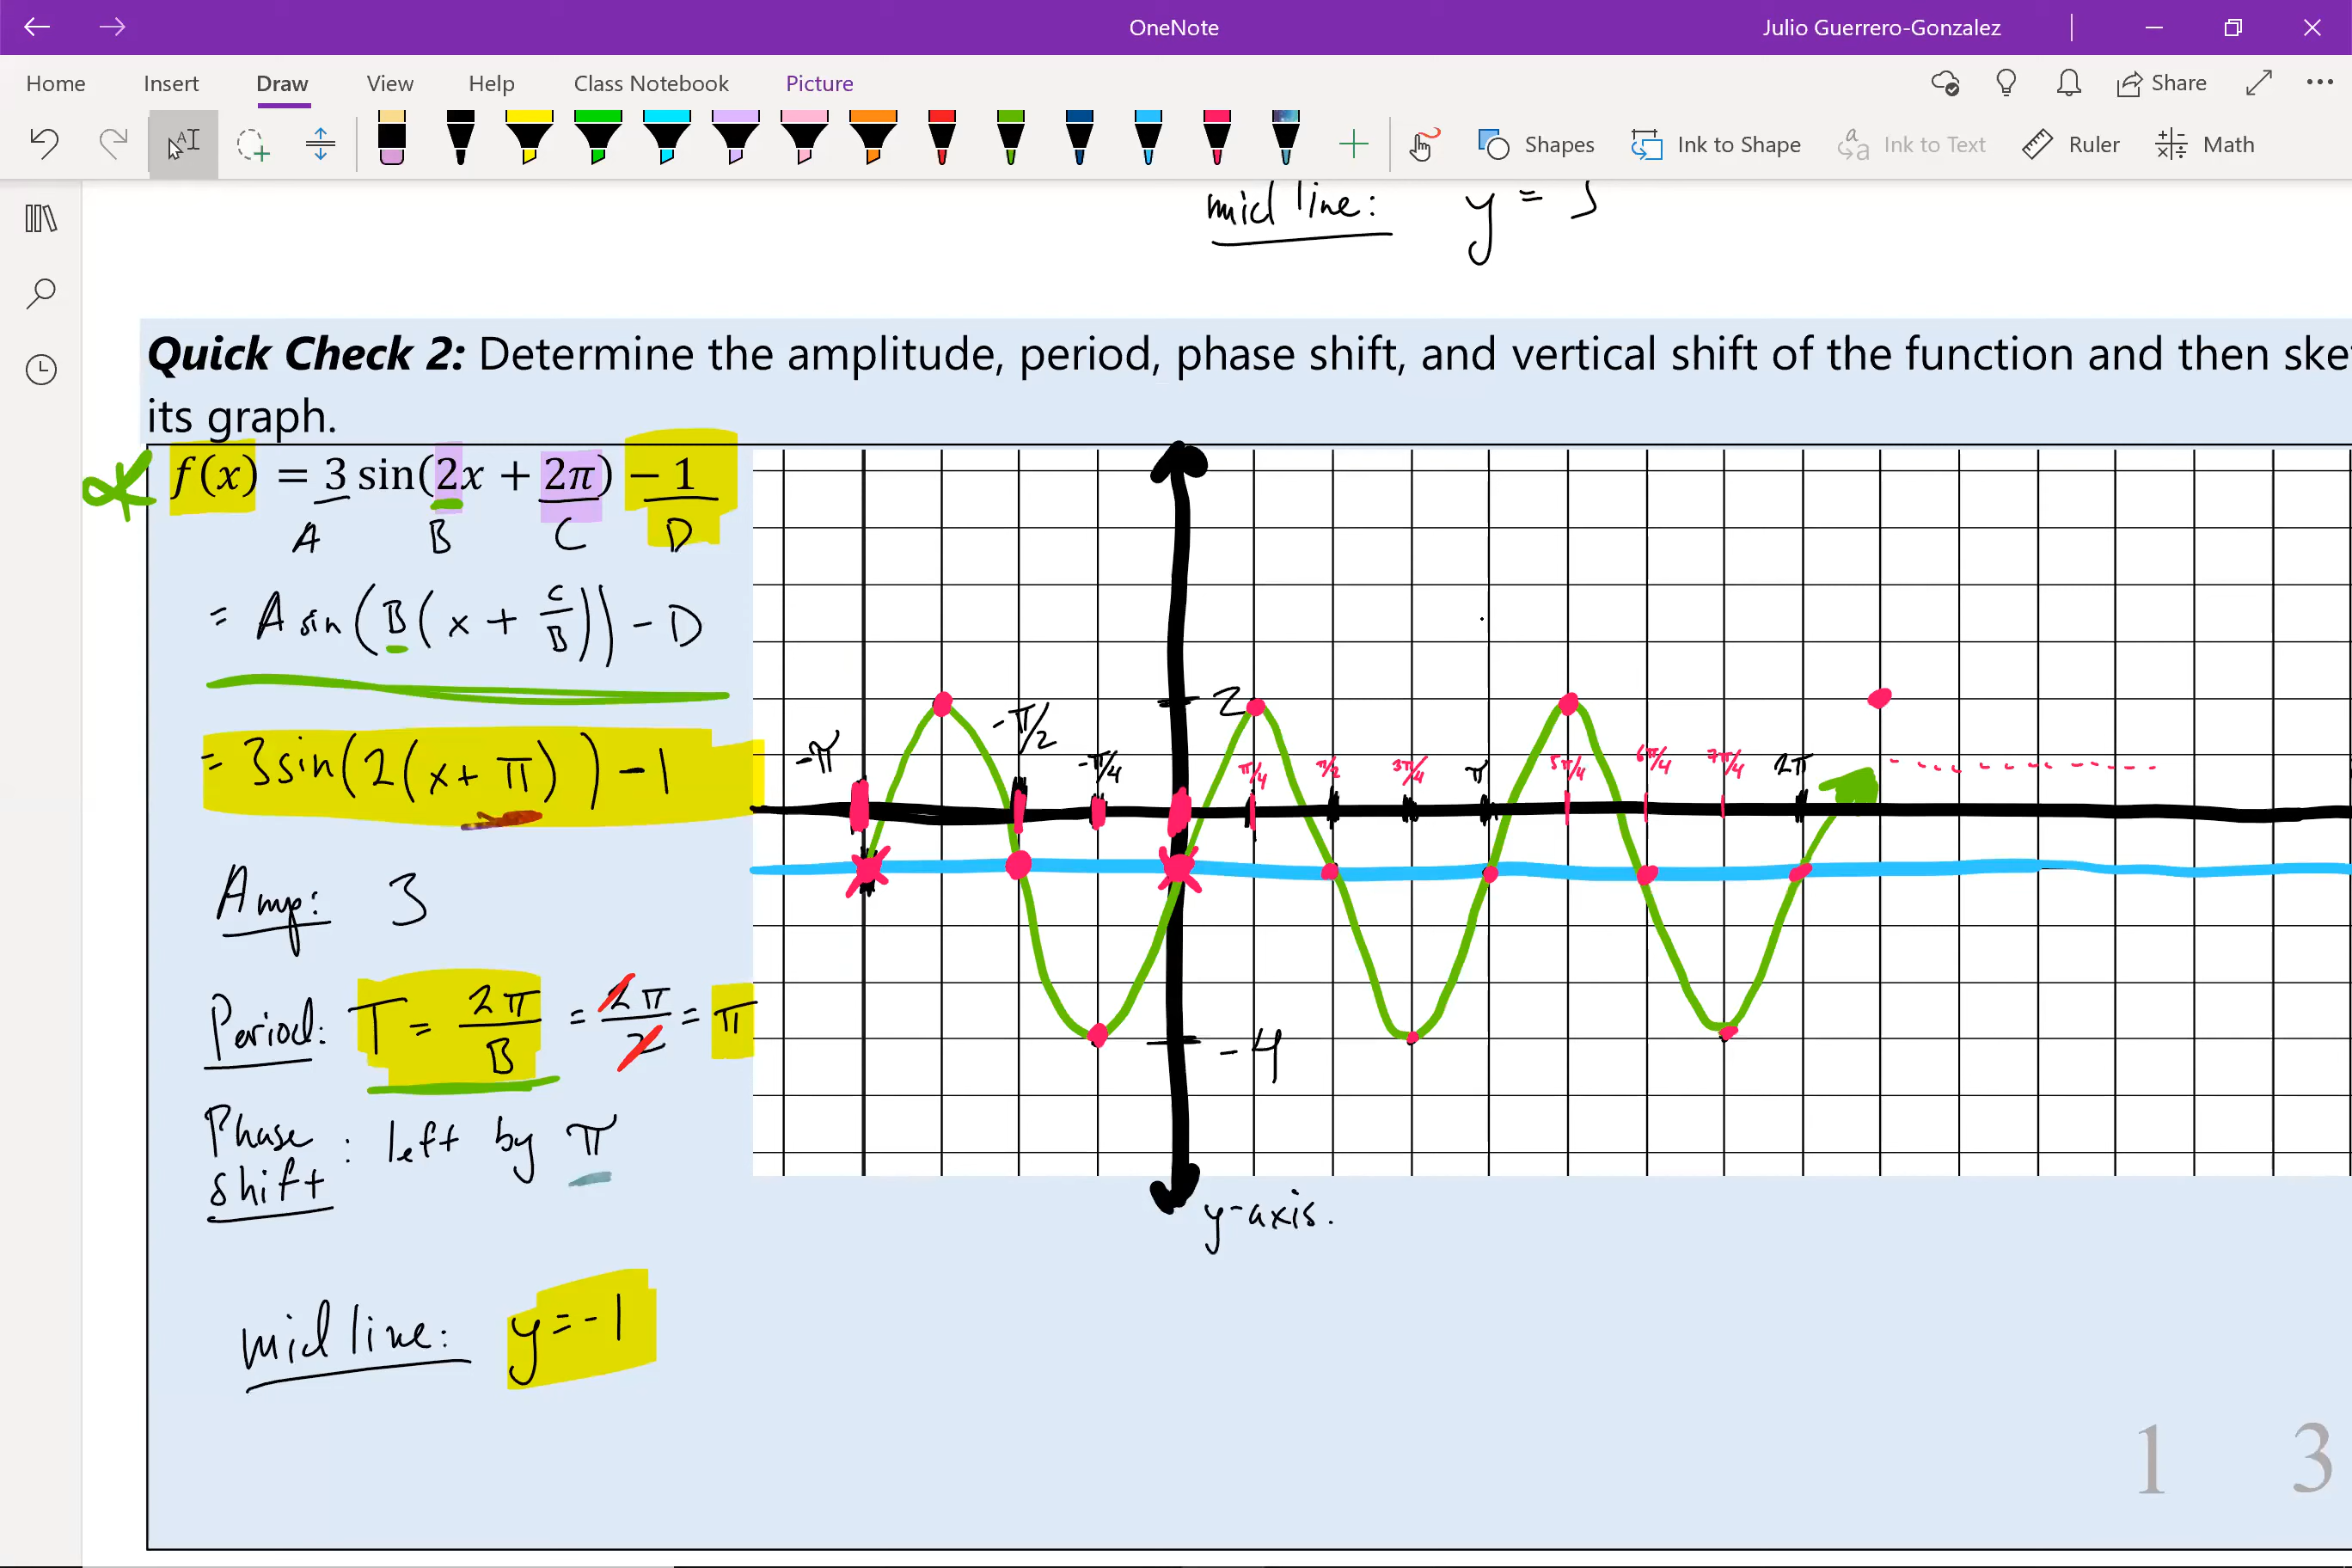 OneNote
Julio Guerrero-Gonzalez
Home Insert Draw View Help Class Notebook Picture
Share
Shapes Ink to Shape Ink to Text Ruler Math
mid line: y =
Quick Check 2: Determine the amplitude, period, phase shift, and vertical shift of the function and then ske
its graph.
f(x) = 3 sin(2x + 2π) − 1
A B C D
= A sin(B(x + C/B)) - D
= 3sin(2(x + π)) - 1
Amp: 3
Period: T = 2π/B = 2π/2 = π
Phase shift: left by π
mid line: y = -1
2
-π -π/2 -π/4 π/4 π/2 3π/4 π 5π/4 6π/4 7π/4 2π
-4
y-axis.
1 3